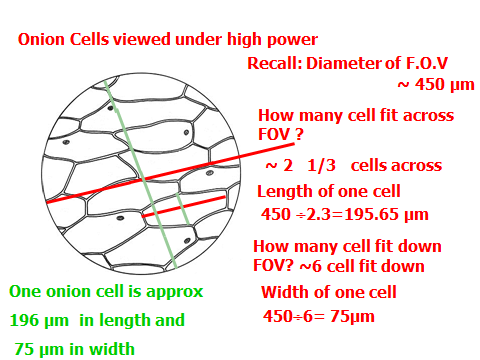 Onion Cells viewed under high power
Recall: Diameter of F.O.V
~ 450 µm
How many cell fit across
FOV ?
~ 2 1/3 cells across
Length of one cell
450 ÷2.3=195.65 µm
How many cell fit down
FOV? ~6 cell fit down
Width of one cell
450÷6= 75µm
One onion cell is approx
196 µm in length and
75 µm in width